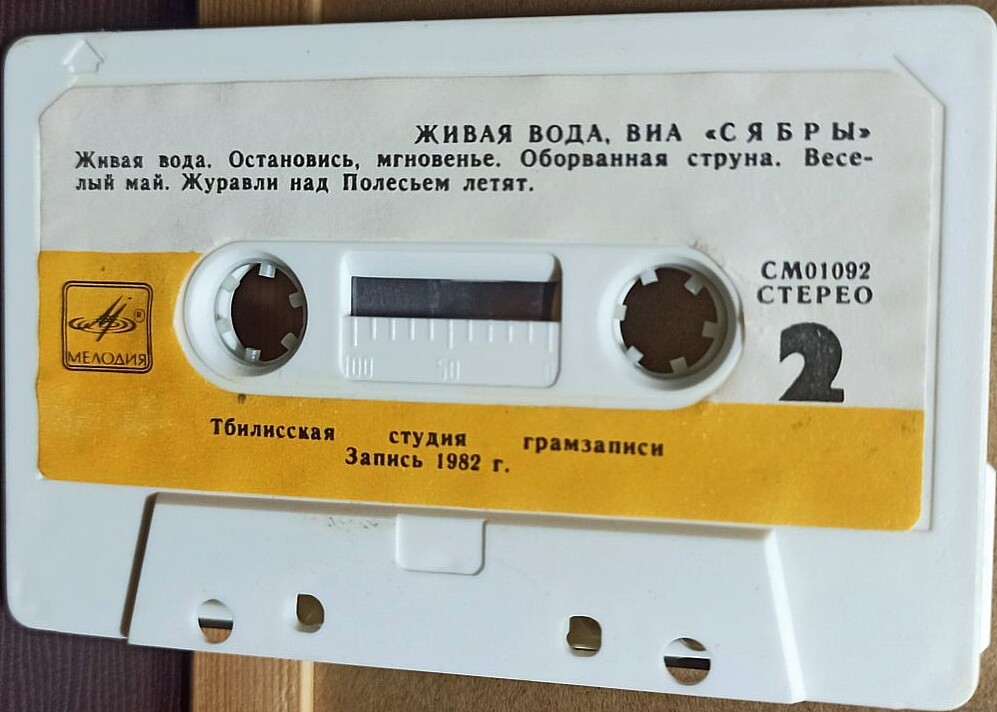 ЖИВАЯ ВОДА, ВИА «СЯБРЫ»
Живая вода. Остановись, мгновенье. Оборванная струна. Весе-
лый май. Журавли над Полесьем летят.
СМ01092
СТЕРЕО
2
®
МЕЛОДИЯ
100 50
Тбилисская студия грамзаписи
Запись 1982 г.